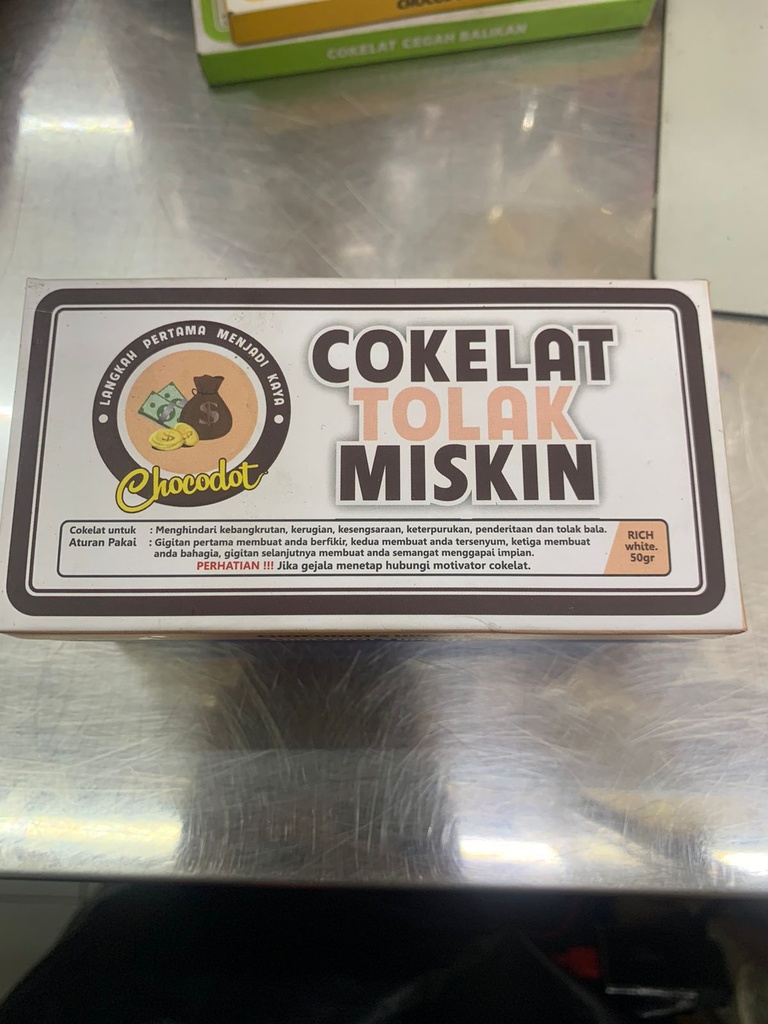 COKELAT CEGAH BALIKAN
LANGKAH PERTAMA MENJADI KAYA
Chocodot
COKELAT
TOLAK
MISKIN
Cokelat untuk : Menghindari kebangkrutan, kerugian, kesengsaraan, keterpurukan, penderitaan dan tolak bala.
Aturan Pakai : Gigitan pertama membuat anda berfikir, kedua membuat anda tersenyum, ketiga membuat
anda bahagia, gigitan selanjutnya membuat anda semangat menggapai impian.
PERHATIAN !!! Jika gejala menetap hubungi motivator cokelat.
RICH
white.
50gr